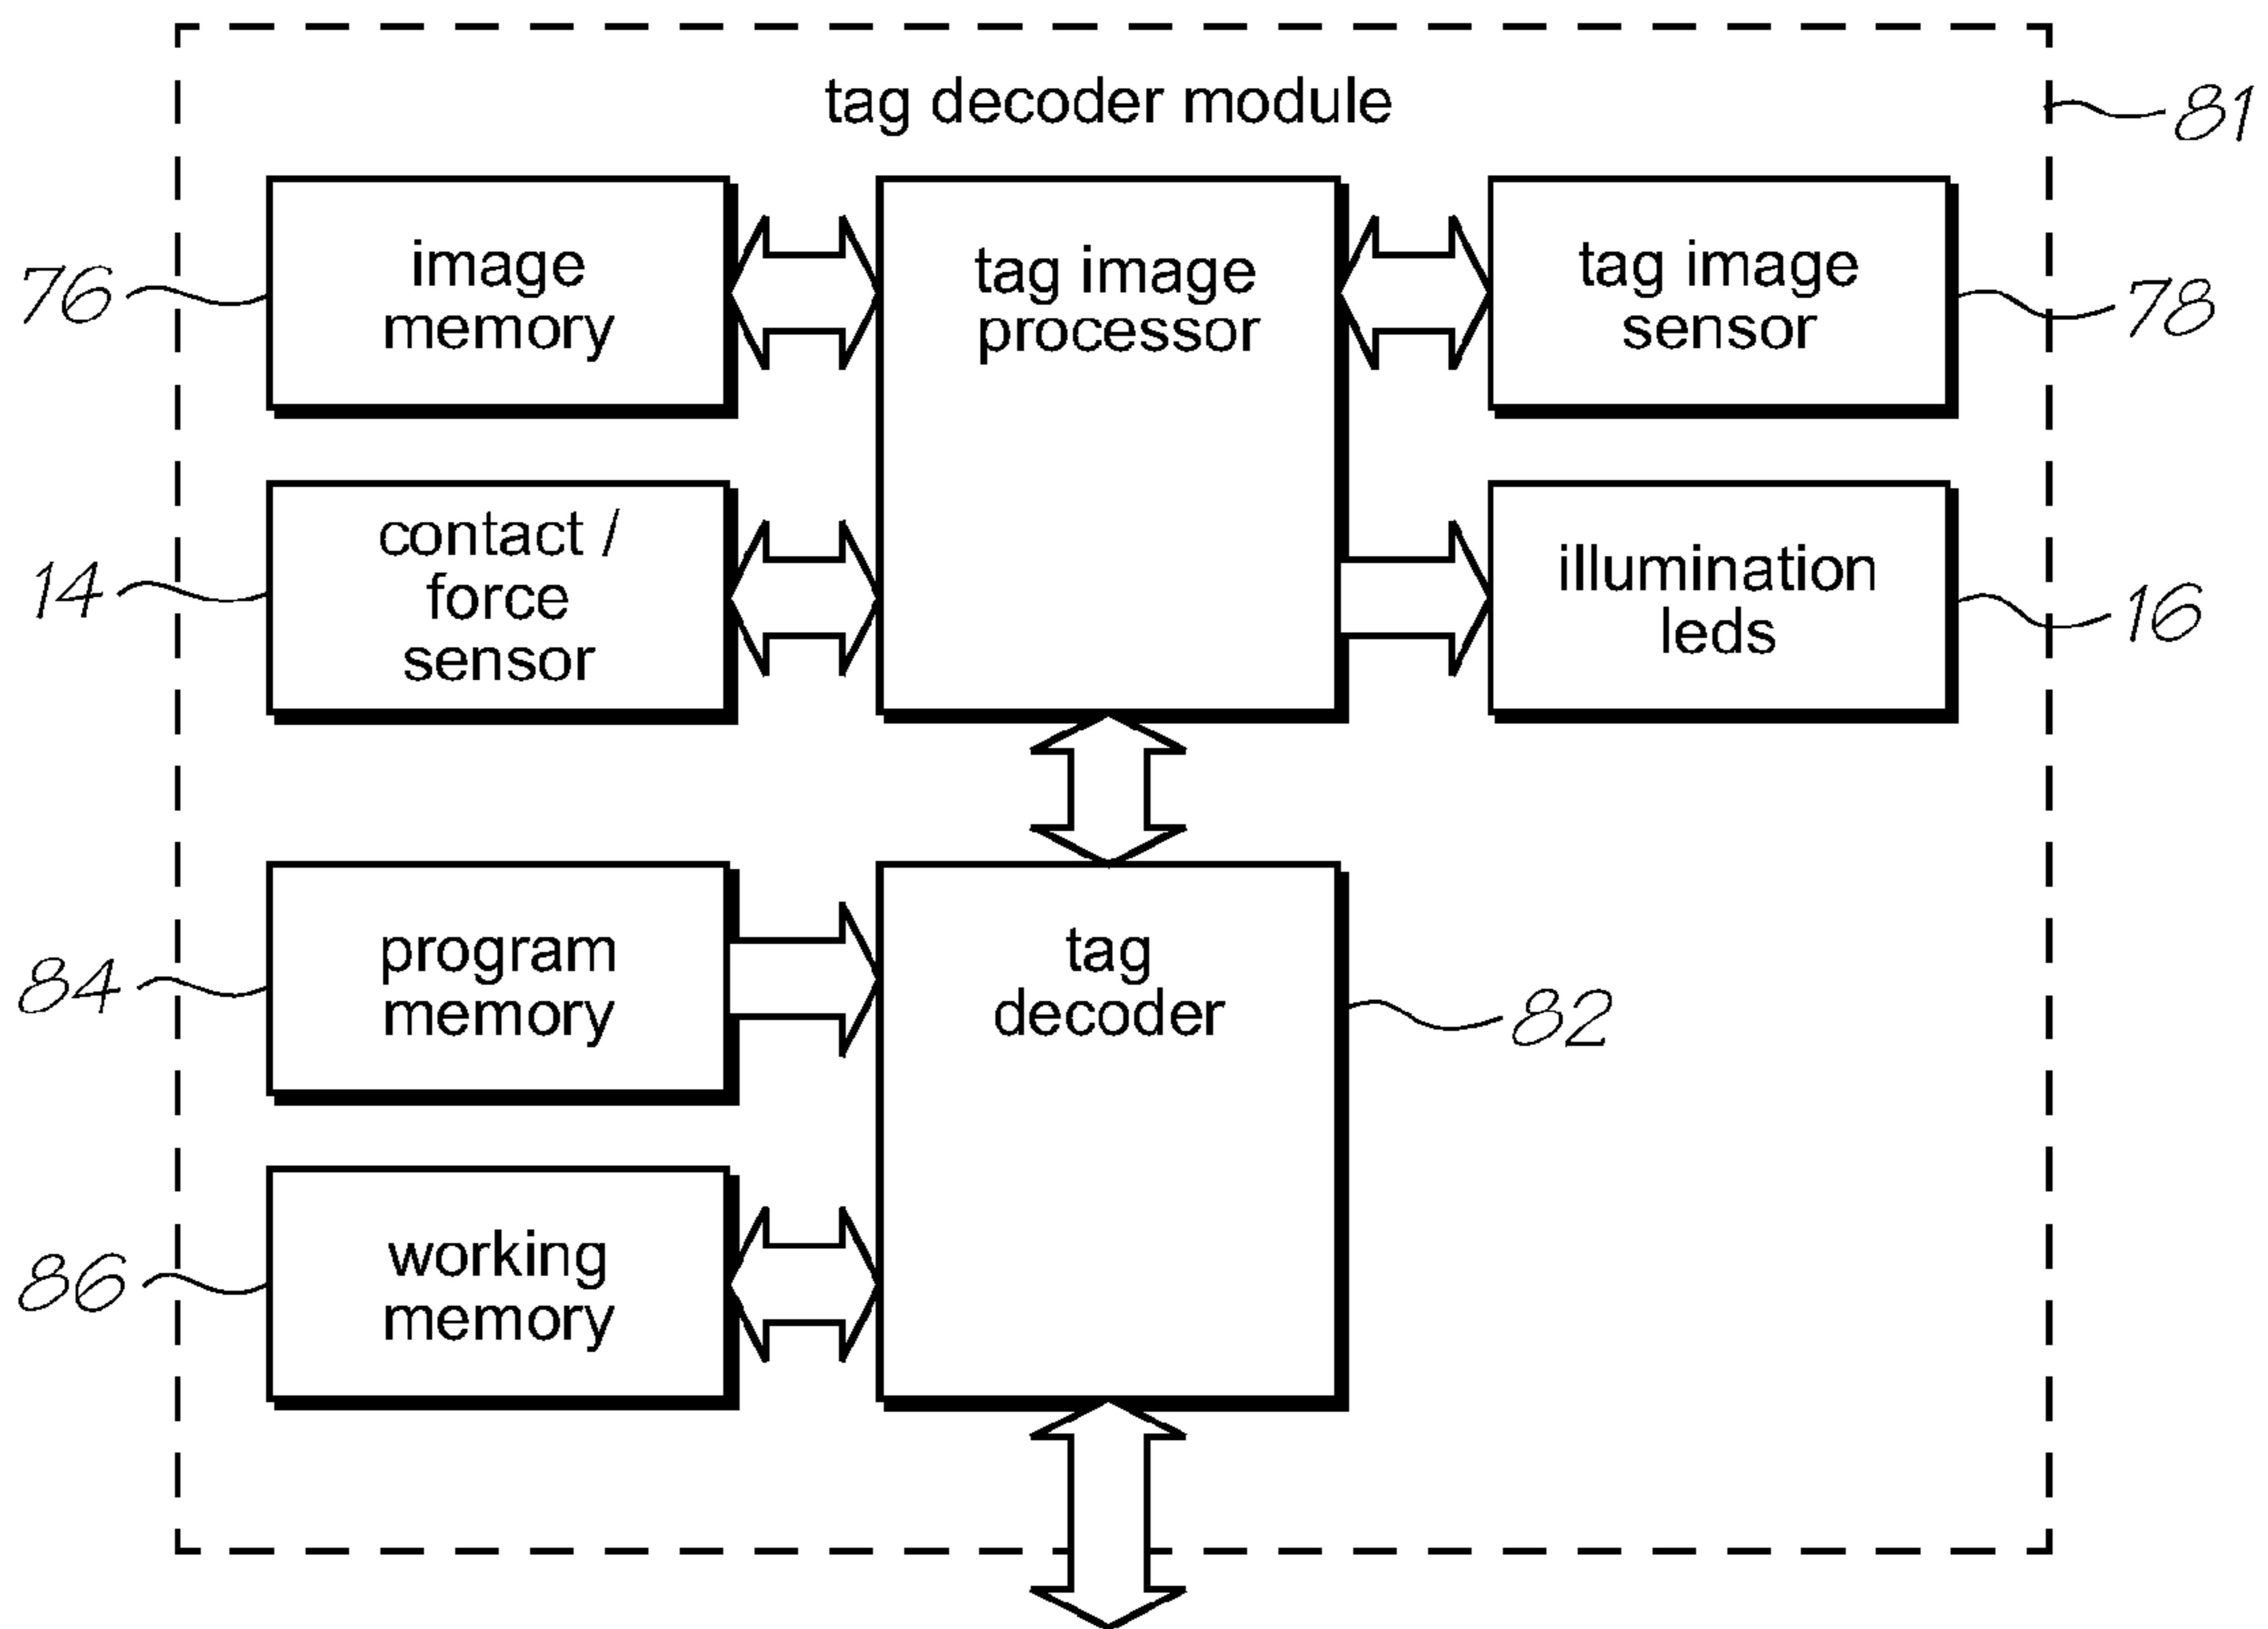 tag decoder module
81
image
memory
76
tag image
processor
tag image
sensor
78
contact /
force
sensor
14
illumination
leds
16
program
memory
84
tag
decoder
82
working
memory
86